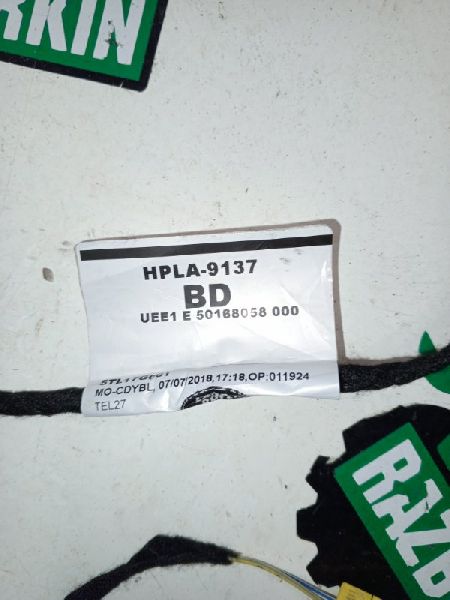 RKIN
HPLA-9137
BD
UEE1 E 50168058 000
MO-CDYBL, 07/07/2018,17:18,OP:011924
TEL27
RAZB